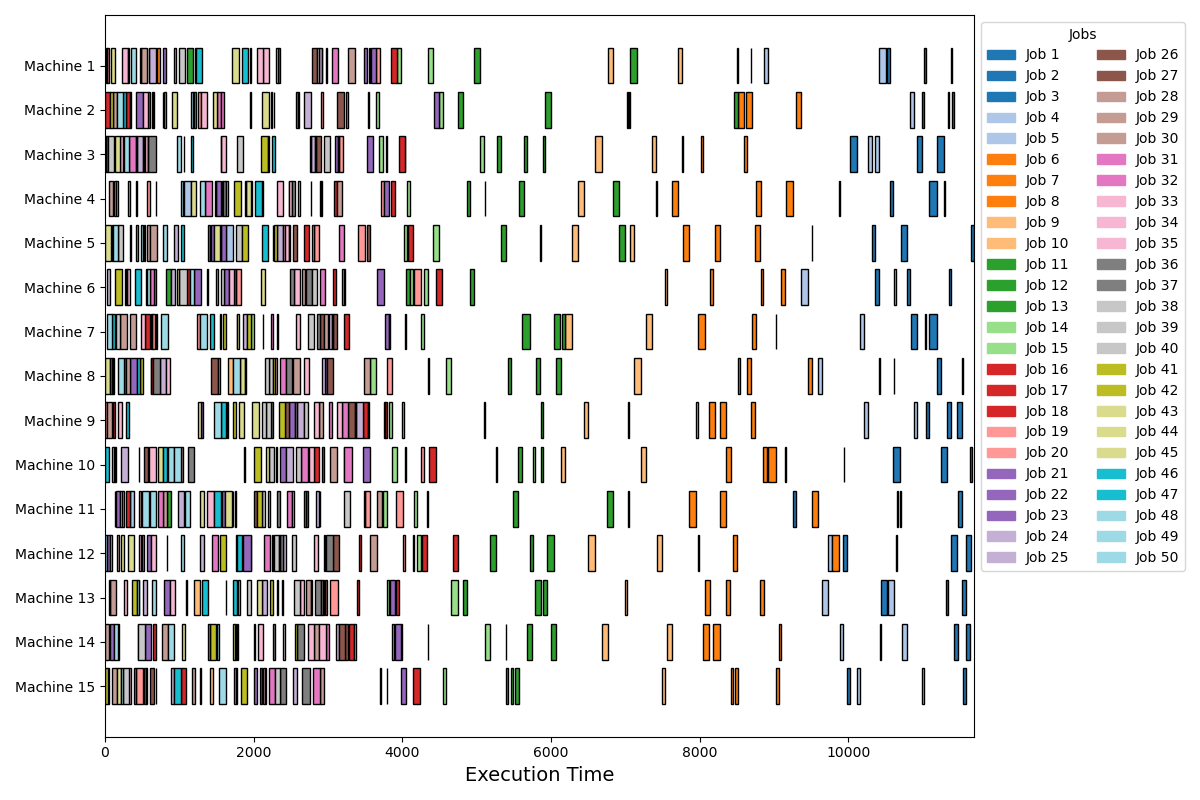 Machine 1
Machine 2
Machine 3
Machine 4
Machine 5
Machine 6
Machine 7
Machine 8
Machine 9
Machine 10
Machine 11
Machine 12
Machine 13
Machine 14
Machine 15
0 2000 4000 6000 8000 10000
Execution Time
Jobs
Job 1 Job 26
Job 2 Job 27
Job 3 Job 28
Job 4 Job 29
Job 5 Job 30
Job 6 Job 31
Job 7 Job 32
Job 8 Job 33
Job 9 Job 34
Job 10 Job 35
Job 11 Job 36
Job 12 Job 37
Job 13 Job 38
Job 14 Job 39
Job 15 Job 40
Job 16 Job 41
Job 17 Job 42
Job 18 Job 43
Job 19 Job 44
Job 20 Job 45
Job 21 Job 46
Job 22 Job 47
Job 23 Job 48
Job 24 Job 49
Job 25 Job 50